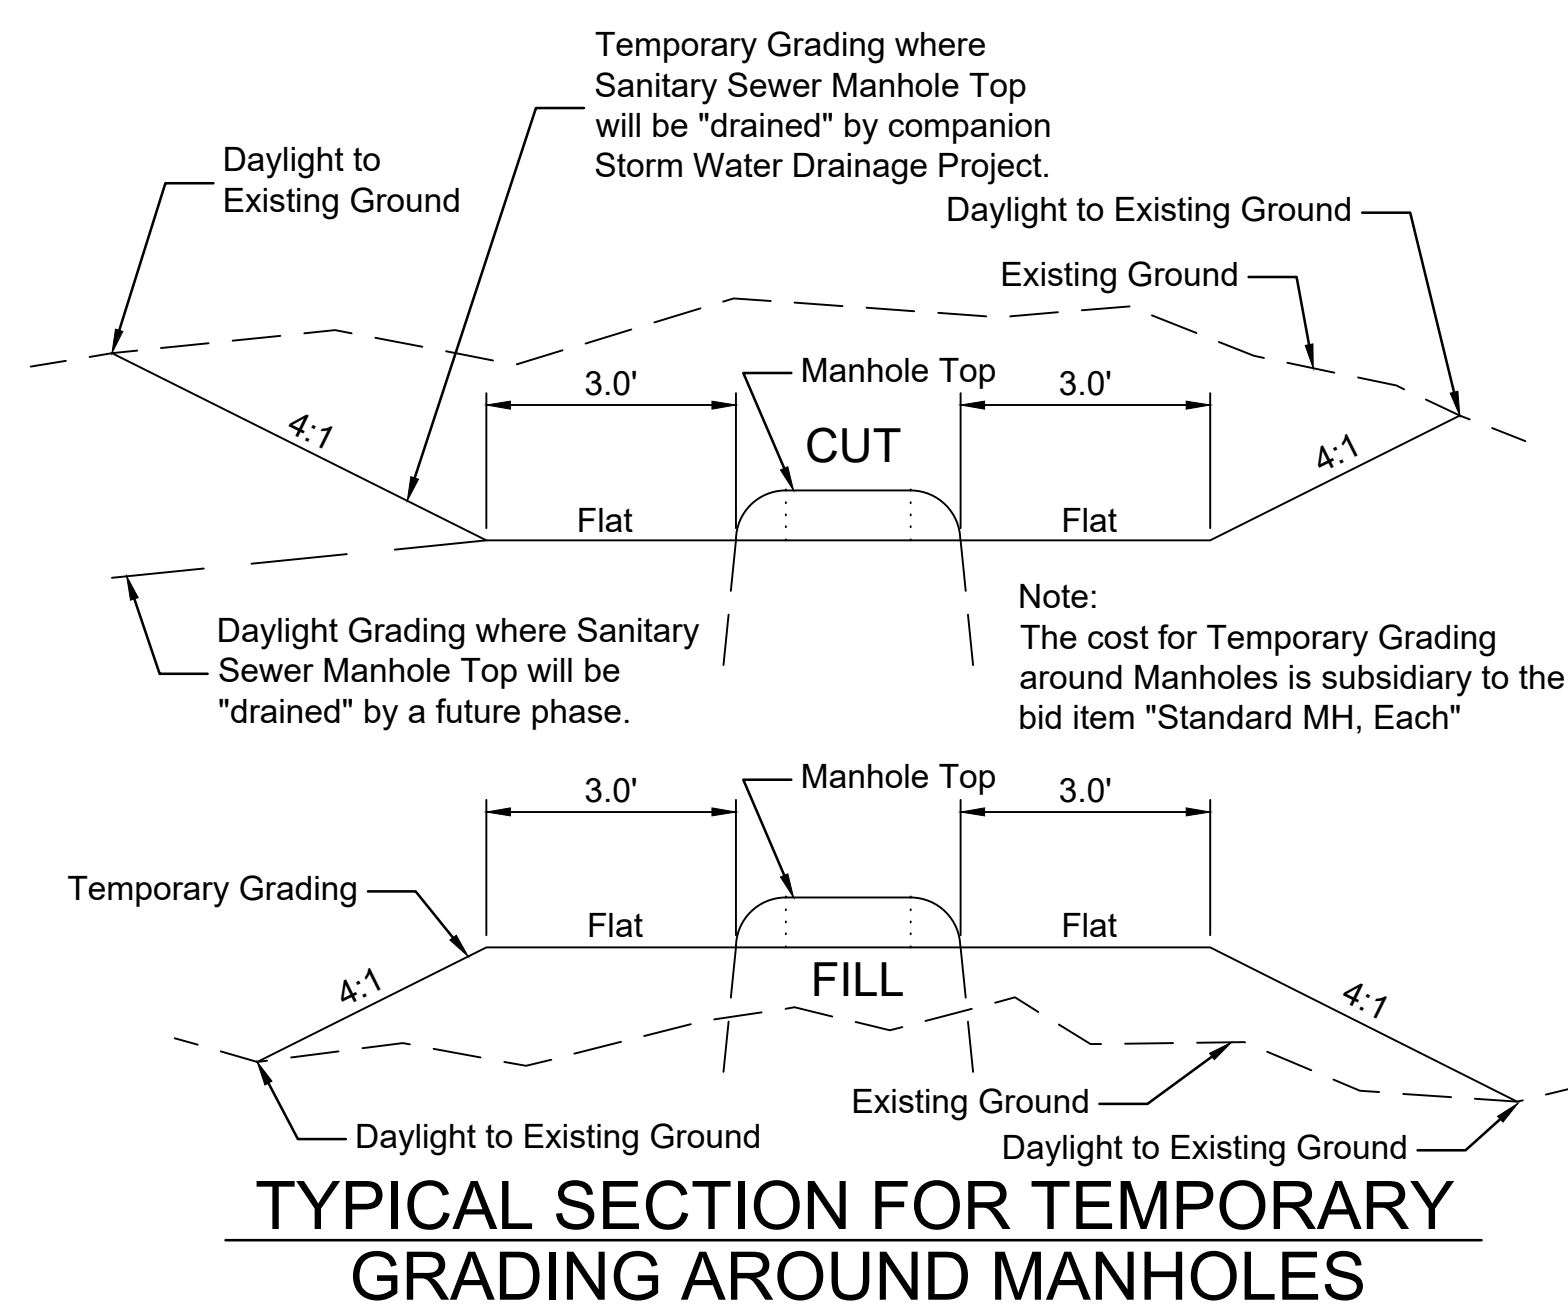 Temporary Grading where
Sanitary Sewer Manhole Top
will be "drained" by companion
Storm Water Drainage Project.
Daylight to
Existing Ground
Daylight to Existing Ground
Existing Ground
3.0'
Manhole Top
3.0'
4:1
CUT
4:1
Flat
Flat
Daylight Grading where Sanitary
Sewer Manhole Top will be
"drained" by a future phase.
Note:
The cost for Temporary Grading
around Manholes is subsidiary to the
bid item "Standard MH, Each"
3.0'
Manhole Top
3.0'
Temporary Grading
Flat
Flat
4:1
FILL
4:1
Existing Ground
Daylight to Existing Ground
Daylight to Existing Ground
TYPICAL SECTION FOR TEMPORARY
GRADING AROUND MANHOLES